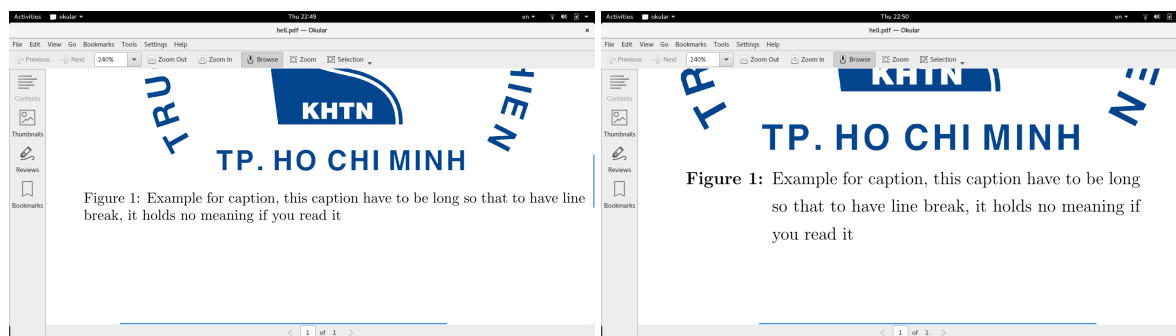 Activities okular Thu 22:49 en
hell.pdf — Okular
File Edit View Go Bookmarks Tools Settings Help
Previous Next 240% Zoom Out Zoom In Browse Zoom Selection
Contents
Thumbnails
Reviews
Bookmarks
TRU HIEN
KHTN
TP. HO CHI MINH
Figure 1: Example for caption, this caption have to be long so that to have line
break, it holds no meaning if you read it
1 of 1
Activities okular Thu 22:50 en
hell.pdf — Okular
File Edit View Go Bookmarks Tools Settings Help
Previous Next 240% Zoom Out Zoom In Browse Zoom Selection
Contents
Thumbnails
Reviews
Bookmarks
TR EN
KHTN
TP. HO CHI MINH
Figure 1: Example for caption, this caption have to be long
so that to have line break, it holds no meaning if
you read it
1 of 1